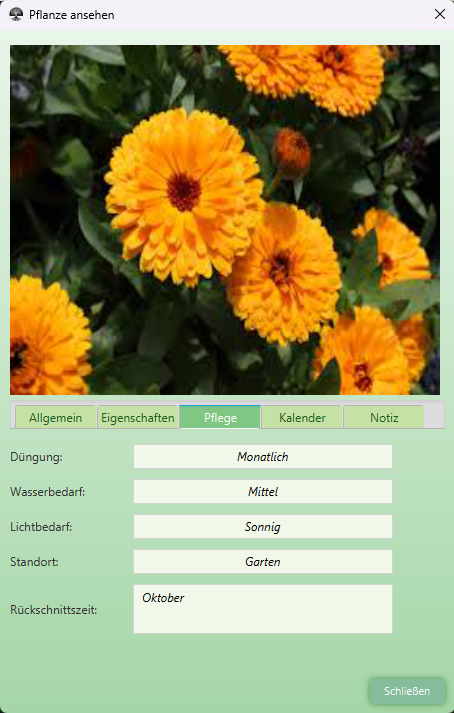 Pflanze ansehen
Allgemein Eigenschaften Pflege Kalender Notiz
Düngung: Monatlich
Wasserbedarf: Mittel
Lichtbedarf: Sonnig
Standort: Garten
Rückschnittszeit: Oktober
Schließen